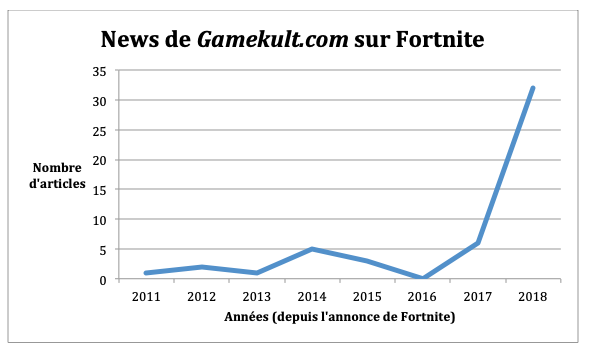 News de Gamekult.com sur Fortnite
35
30
25
20
15
10
5
0
Nombre
d'articles
2011 2012 2013 2014 2015 2016 2017 2018
Années (depuis l'annonce de Fortnite)